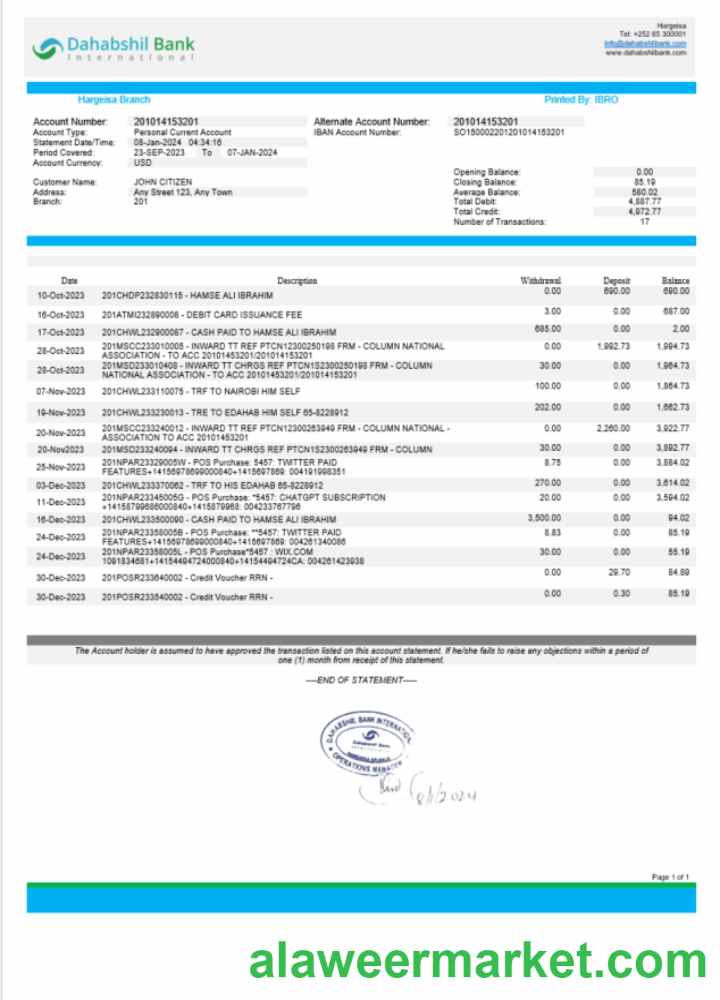 Dahabshil Bank
International
Hargeisa
Tel: +252 65 300001
info@dahabshilbank.com
www.dahabshilbank.com
Hargeisa Branch
Printed By: IBRO
Account Number: 201014153201
Account Type: Personal Current Account
Statement Date/Time: 08-Jan-2024 04:34:16
Period Covered: 23-SEP-2023 To 07-JAN-2024
Account Currency: USD
Alternate Account Number: 201014153201
IBAN Account Number: SO150002201201014153201
Customer Name: JOHN CITIZEN
Address: Any Street 123, Any Town
Branch: 201
Opening Balance: 0.00
Closing Balance: 85.19
Average Balance: 580.02
Total Debit: 4,887.77
Total Credit: 4,972.77
Number of Transactions: 17
Date Description Withdrawal Deposit Balance
10-Oct-2023 201CHDP232830115 - HAMSE ALI IBRAHIM 0.00 690.00 690.00
16-Oct-2023 201ATMI232890008 - DEBIT CARD ISSUANCE FEE 3.00 0.00 687.00
17-Oct-2023 201CHWL232900087 - CASH PAID TO HAMSE ALI IBRAHIM 685.00 0.00 2.00
28-Oct-2023 201MSCC233010005 - INWARD TT REF PTCN12300250198 FRM - COLUMN NATIONAL 0.00 1,992.73 1,994.73
ASSOCIATION - TO ACC 20101453201/201014153201
28-Oct-2023 201MSD233010408 - INWARD TT CHRGS REF PTCN1S2300250198 FRM - COLUMN 30.00 0.00 1,964.73
NATIONAL ASSOCIATION - TO ACC 20101453201/201014153201
07-Nov-2023 201CHWL233110075 - TRF TO NAIROBI HIM SELF 100.00 0.00 1,864.73
19-Nov-2023 201CHWL233230013 - TRE TO EDAHAB HIM SELF 65-8228912 202.00 0.00 1,662.73
20-Nov-2023 201MSCC233240012 - INWARD TT REF PTCN12300263949 FRM - COLUMN NATIONAL - 0.00 2,260.00 3,922.77
ASSOCIATION TO ACC 20101453201
20-Nov2023 201MSD233240094 - INWARD TT CHRGS REF PTCN1S2300263949 FRM - COLUMN 30.00 0.00 3,892.77
25-Nov-2023 201NPAR23329005W - POS Purchase: 5457: TWITTER PAID 8.75 0.00 3,884.02
FEATURES+14156978699000840+1415697869: 004191998351
03-Dec-2023 201CHWL233370062 - TRF TO HIS EDAHAB 65-8228912 270.00 0.00 3,614.02
11-Dec-2023 201NPAR23345005G - POS Purchase: *5457: CHATGPT SUBSCRIPTION 20.00 0.00 3,594.02
+14158799686000840+1415879968: 004233767796
16-Dec-2023 201CHWL233500090 - CASH PAID TO HAMSE ALI IBRAHIM 3,500.00 0.00 94.02
24-Dec-2023 201NPAR23358005B - POS Purchase: **5457: TWITTER PAID 8.83 0.00 85.19
FEATURES+14156978699000840+1415697869: 004261340086
24-Dec-2023 201NPAR23358005L - POS Purchase*5457 : WIX.COM 30.00 0.00 55.19
1091834681+14154494724000840+14154494724CA: 004261423938
30-Dec-2023 201POSR233640002 - Credit Voucher RRN - 0.00 29.70 84.89
30-Dec-2023 201POSR233640002 - Credit Voucher RRN - 0.00 0.30 85.19
The Account holder is assumed to have approved the transaction listed on this account statement. If he/she fails to raise any objections within a period of
one (1) month from receipt of this statement.
----END OF STATEMENT-----
DAHABSHIL BANK INTERNATIONAL
Dahabshil Bank
OPERATIONS MANAGER
8/1/2024
Page 1 of 1
alaweermarket.com